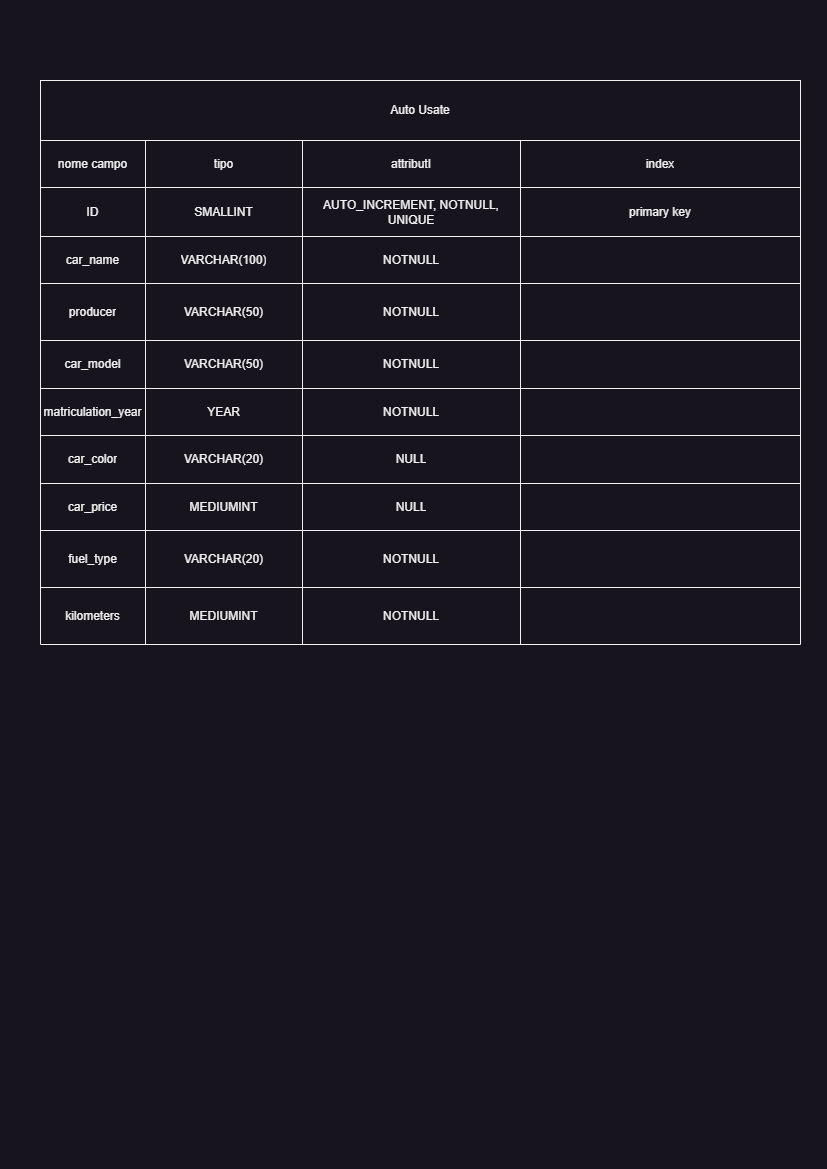 Auto Usate
nome campo tipo attributI index
ID SMALLINT AUTO_INCREMENT, NOTNULL, UNIQUE primary key
car_name VARCHAR(100) NOTNULL
producer VARCHAR(50) NOTNULL
car_model VARCHAR(50) NOTNULL
matriculation_year YEAR NOTNULL
car_color VARCHAR(20) NULL
car_price MEDIUMINT NULL
fuel_type VARCHAR(20) NOTNULL
kilometers MEDIUMINT NOTNULL